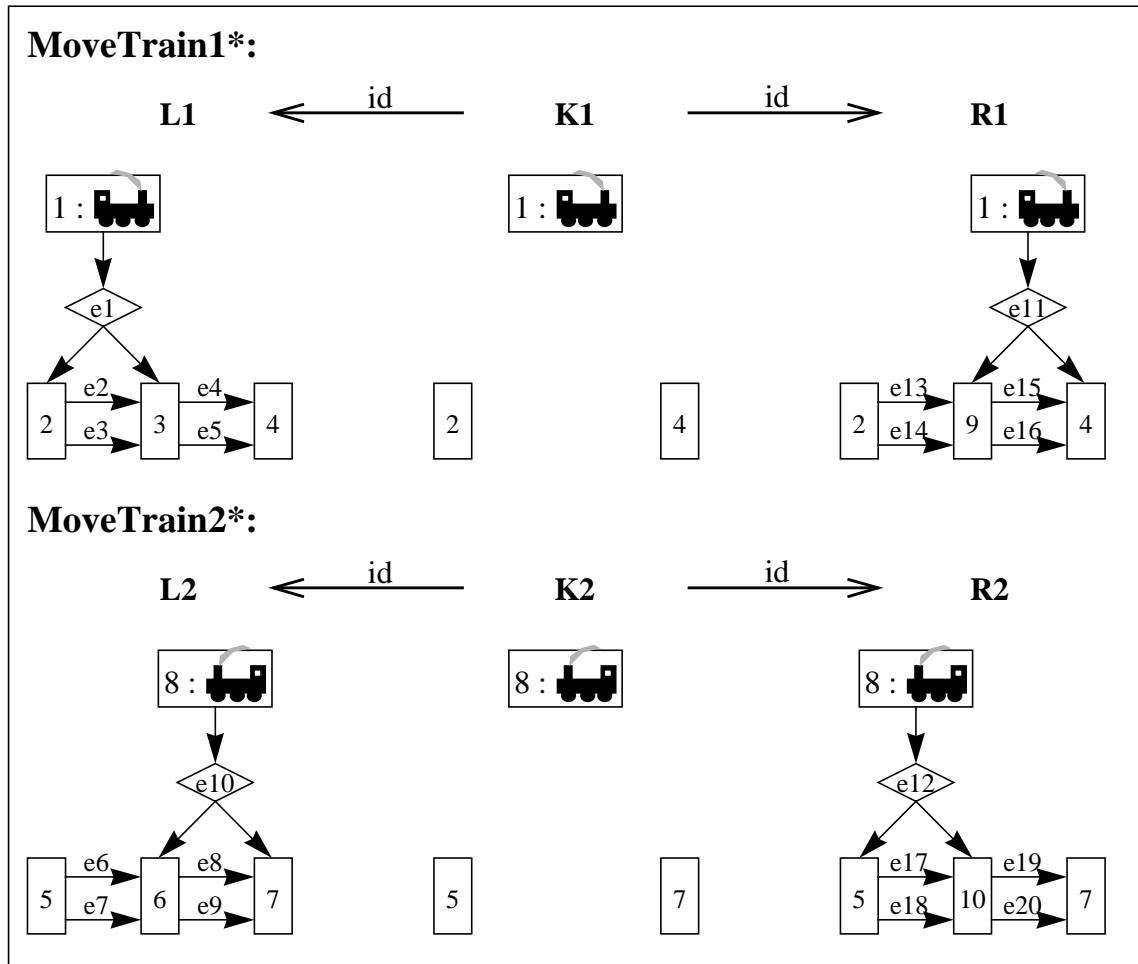 MoveTrain1*:
id id
L1 K1 R1
1 : 1 : 1 :
e1 e11
e2 e4 e13 e15
2 3 4 2 4 2 9 4
e3 e5 e14 e16
MoveTrain2*:
id id
L2 K2 R2
8 : 8 : 8 :
e10 e12
e6 e8 e17 e19
5 6 7 5 7 5 10 7
e7 e9 e18 e20